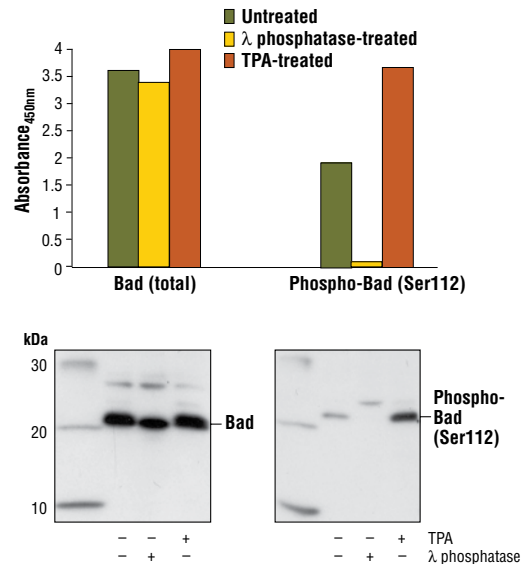 Untreated
λ phosphatase-treated
TPA-treated
Absorbance450nm
4
3.5
3
2.5
2
1.5
1
0.5
0
Bad (total)
Phospho-Bad (Ser112)
kDa
30
20
10
Bad
Phospho-
Bad
(Ser112)
– – + – – + TPA
– + – – + – λ phosphatase